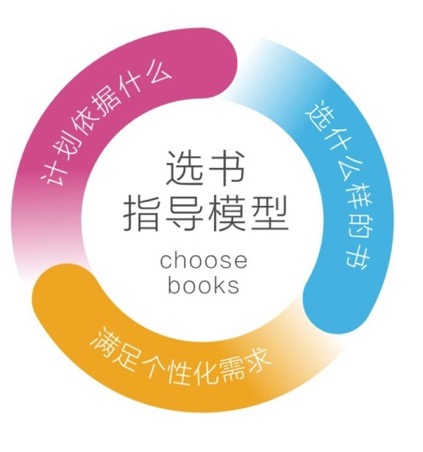 计划依据什么
选什么样的书
选书
指导模型
choose
books
满足个性化需求